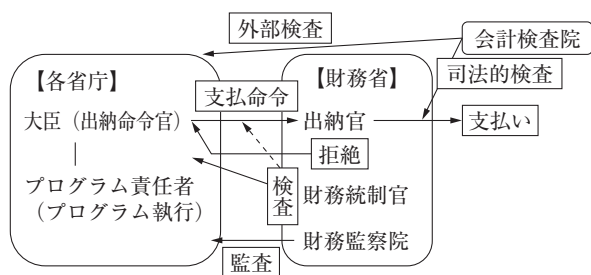 外部検査
会計検査院
【各省庁】
【財務省】
司法的検査
支払命令
大臣（出納命令官）
出納官
支払い
拒絶
プログラム責任者
（プログラム執行）
検査
財務統制官
財務監察院
監査